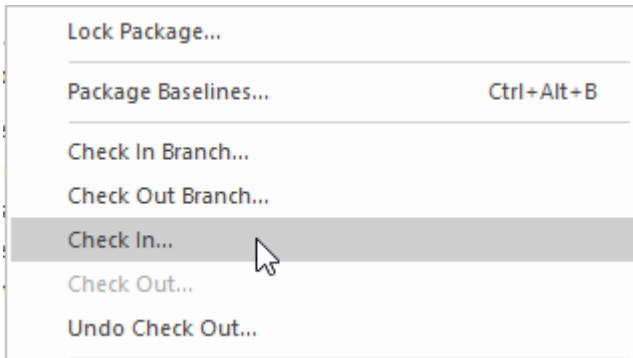 Lock Package...
Package Baselines... Ctrl+Alt+B
Check In Branch...
Check Out Branch...
Check In...
Check Out...
Undo Check Out...